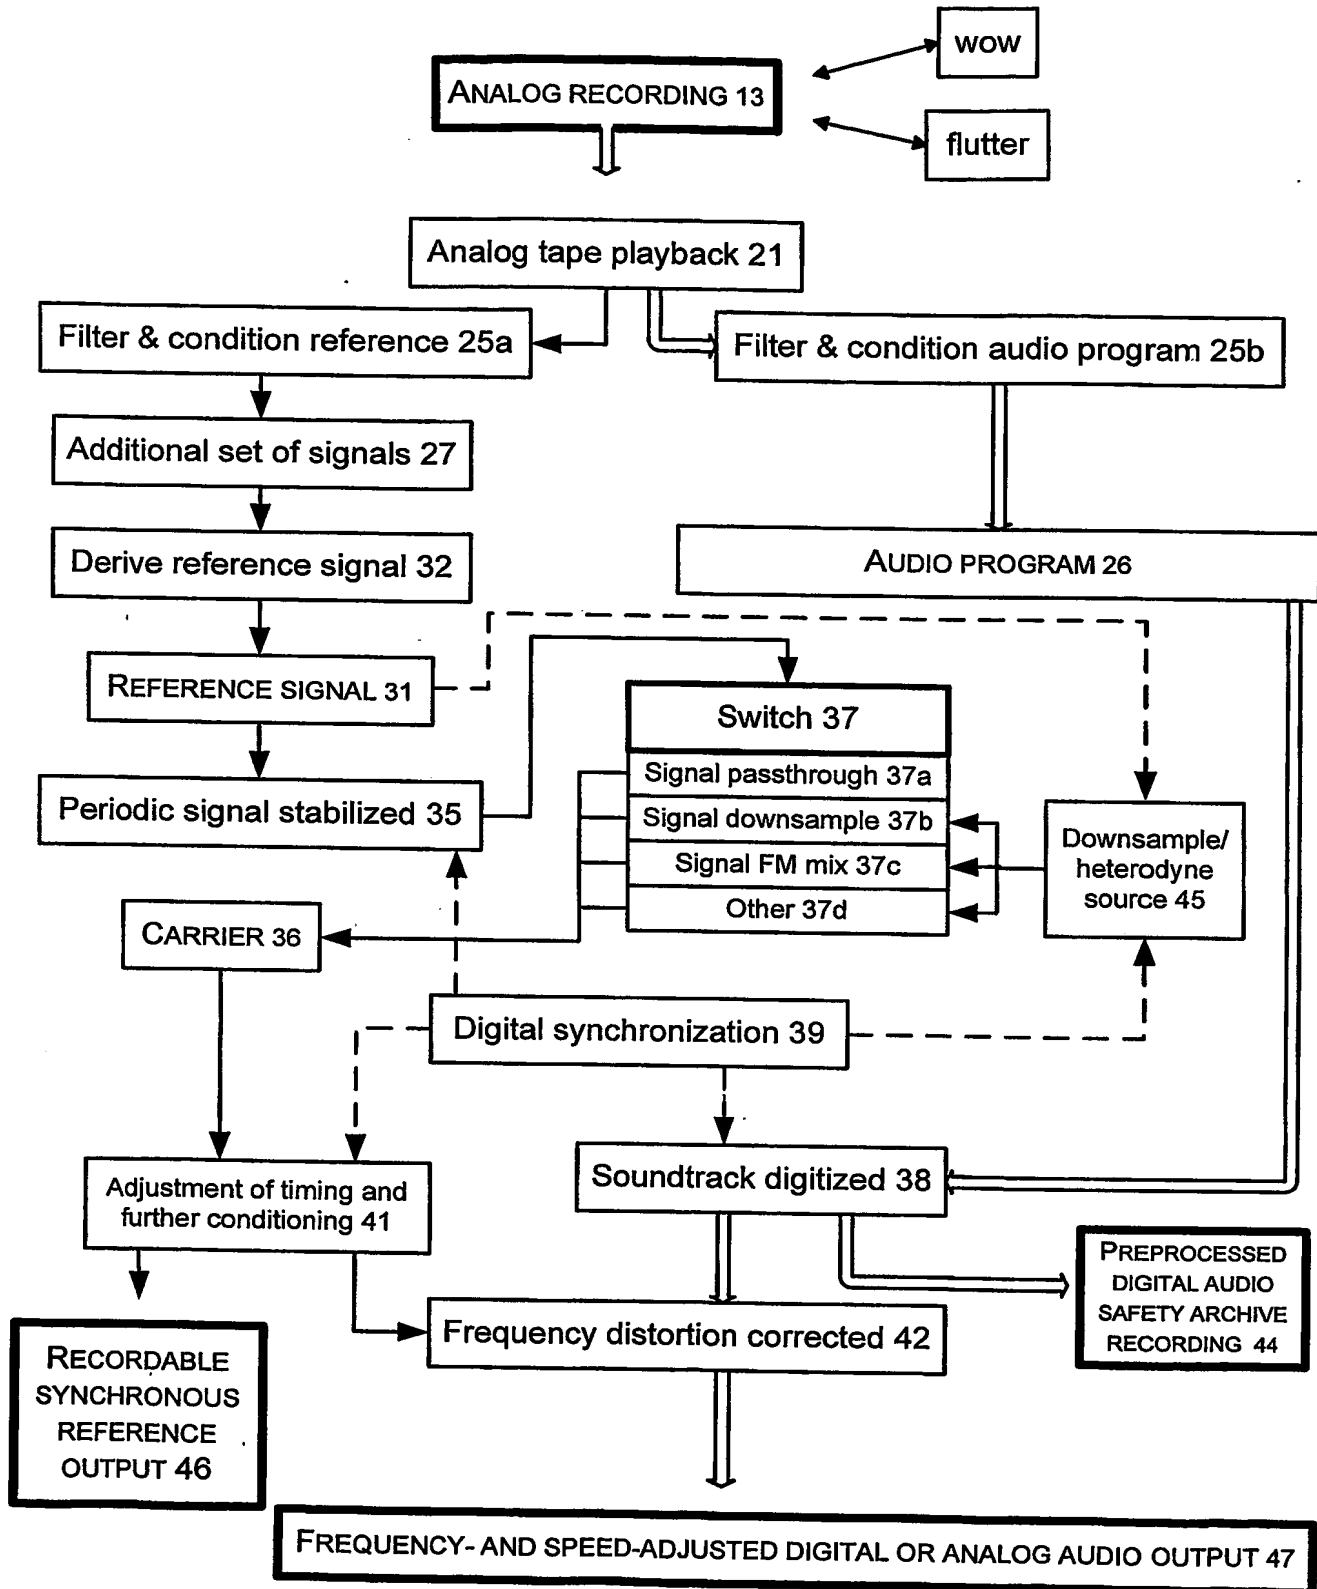 wow
ANALOG RECORDING 13
flutter
Analog tape playback 21
Filter & condition reference 25a
Filter & condition audio program 25b
Additional set of signals 27
Derive reference signal 32
AUDIO PROGRAM 26
REFERENCE SIGNAL 31
Switch 37
Signal passthrough 37a
Periodic signal stabilized 35
Signal downsample 37b
Signal FM mix 37c
Other 37d
Downsample/
heterodyne
source 45
CARRIER 36
Digital synchronization 39
Soundtrack digitized 38
Adjustment of timing and
further conditioning 41
PREPROCESSED
DIGITAL AUDIO
SAFETY ARCHIVE
RECORDING 44
Frequency distortion corrected 42
RECORDABLE
SYNCHRONOUS
REFERENCE
OUTPUT 46
FREQUENCY- AND SPEED-ADJUSTED DIGITAL OR ANALOG AUDIO OUTPUT 47